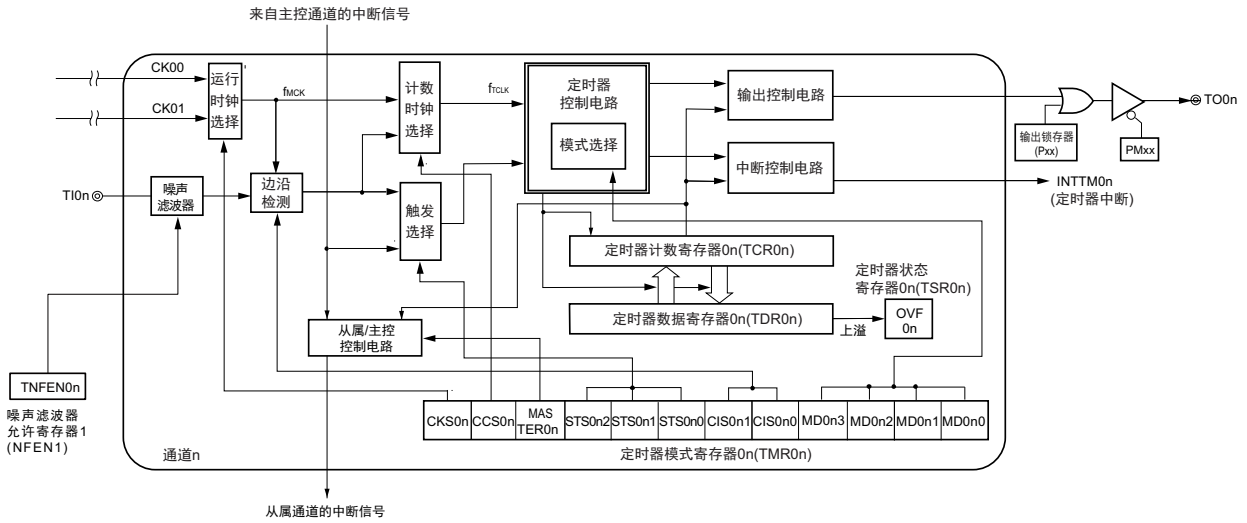 来自主控通道的中断信号
CK00
CK01
运行
时钟
选择
fMCK
计数
时钟
选择
fTCLK
定时器
控制电路
模式选择
输出控制电路
中断控制电路
输出锁存器
(Pxx)
PMxx
TO0n
INTTM0n
(定时器中断)
TI0n
噪声
滤波器
边沿
检测
触发
选择
定时器计数寄存器0n(TCR0n)
定时器数据寄存器0n(TDR0n)
定时器状态
寄存器0n(TSR0n)
上溢
OVF
0n
从属/主控
控制电路
TNFEN0n
噪声滤波器
允许寄存器1
(NFEN1)
CKS0n CCS0n MAS TER0n STS0n2 STS0n1 STS0n0 CIS0n1 CIS0n0 MD0n3 MD0n2 MD0n1 MD0n0
定时器模式寄存器0n(TMR0n)
通道n
从属通道的中断信号